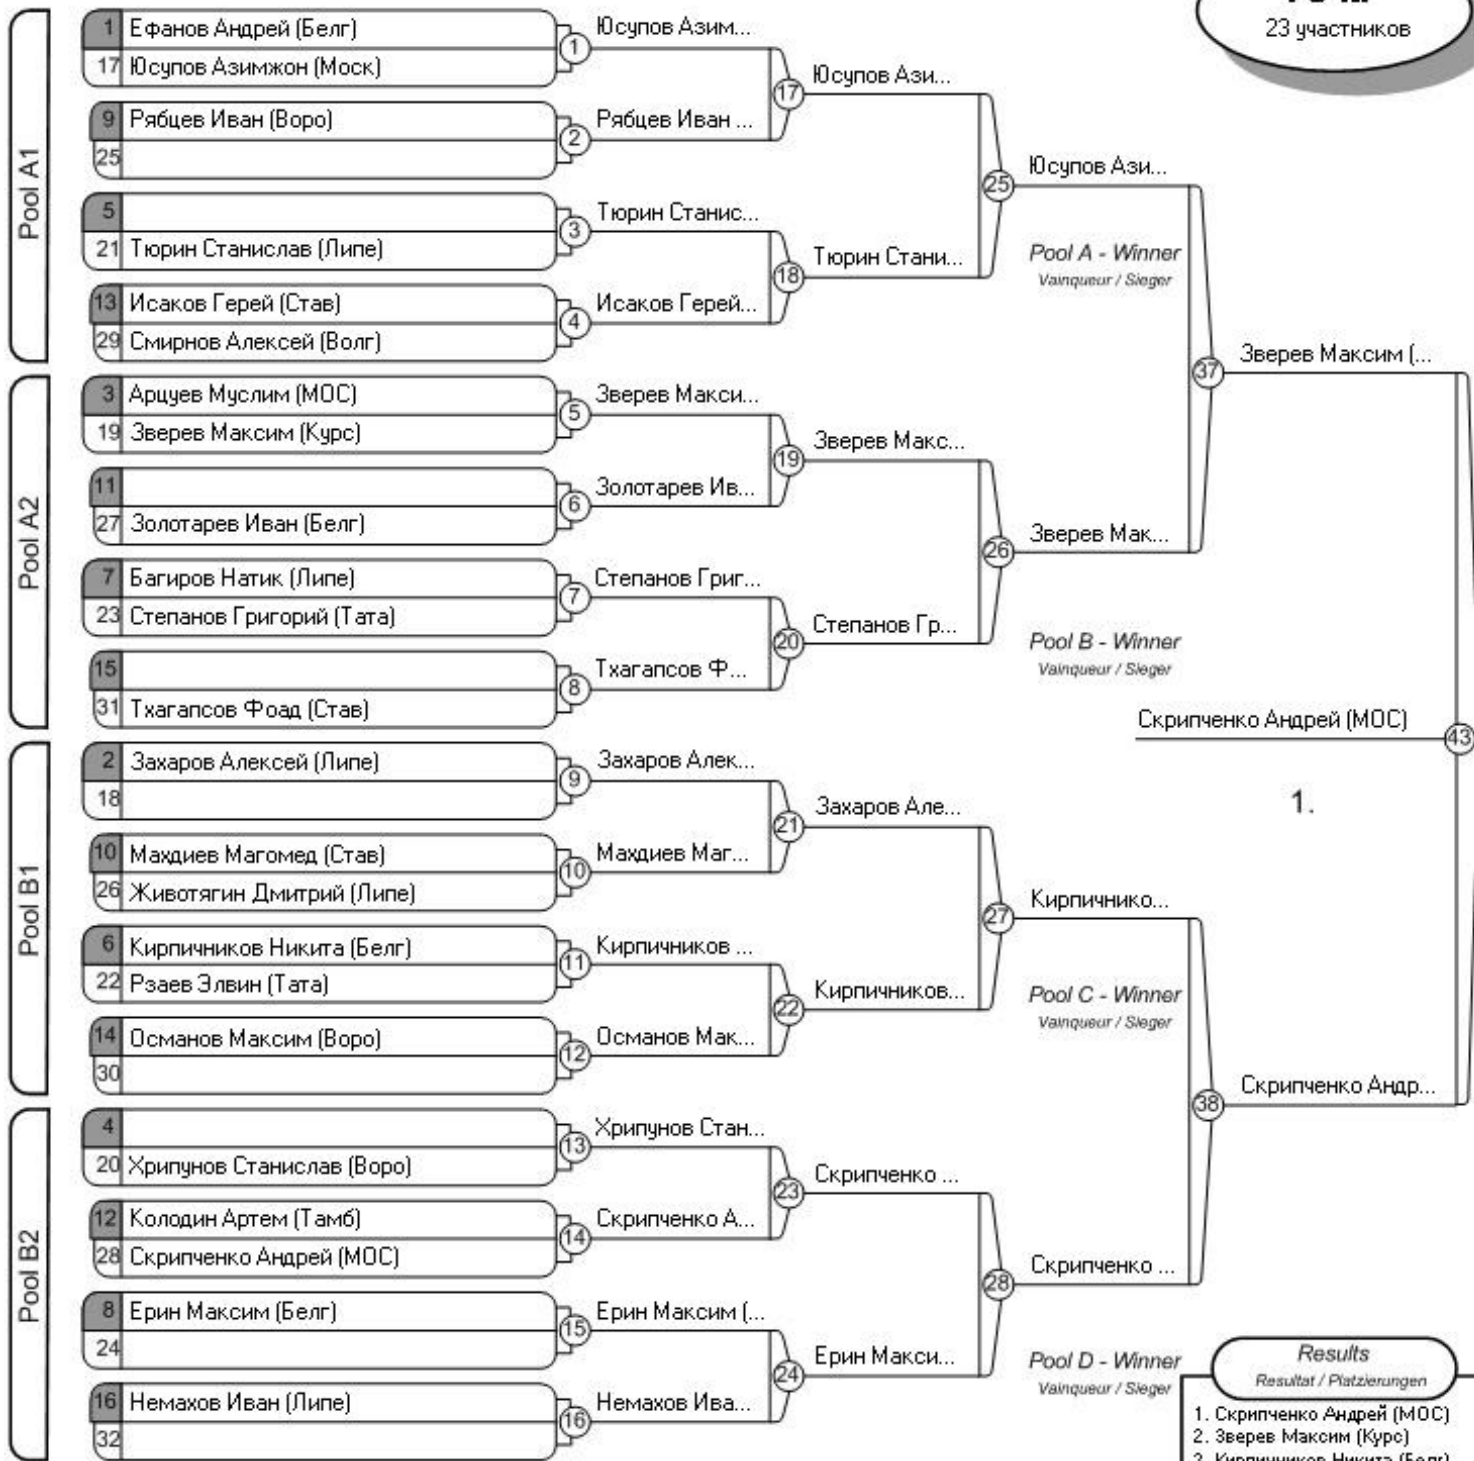 23 участников
Pool A1
1 Ефанов Андрей (Белг)
17 Юсупов Азимжон (Моск)
9 Рябцев Иван (Воро)
25
5
21 Тюрин Станислав (Липе)
13 Исаков Герей (Став)
29 Смирнов Алексей (Волг)
Pool A2
3 Арцуев Муслим (МОС)
19 Зверев Максим (Курс)
11
27 Золотарев Иван (Белг)
7 Багиров Натик (Липе)
23 Степанов Григорий (Тата)
15
31 Тхагапсов Фоад (Став)
Pool B1
2 Захаров Алексей (Липе)
18
10 Махдиев Магомед (Став)
26 Животягин Дмитрий (Липе)
6 Кирпичников Никита (Белг)
22 Рзаев Элвин (Тата)
14 Османов Максим (Воро)
30
Pool B2
4
20 Хрипунов Станислав (Воро)
12 Колодин Артем (Тамб)
28 Скрипченко Андрей (МОС)
8 Ерин Максим (Белг)
24
16 Немахов Иван (Липе)
32
1 Юсупов Азим...
2 Рябцев Иван ...
3 Тюрин Станис...
4 Исаков Герей...
5 Зверев Макси...
6 Золотарев Ив...
7 Степанов Григ...
8 Тхагапсов Ф...
9 Захаров Алек...
10 Махдиев Маг...
11 Кирпичников ...
12 Османов Мак...
13 Хрипунов Стан...
14 Скрипченко А...
15 Ерин Максим (...
16 Немахов Ива...
17 Юсупов Ази...
18 Тюрин Стани...
19 Зверев Макс...
20 Степанов Гр...
21 Захаров Але...
22 Кирпичников...
23 Скрипченко ...
24 Ерин Макси...
25 Юсупов Ази...
Pool A - Winner
Vainqueur / Sieger
26 Зверев Мак...
Pool B - Winner
Vainqueur / Sieger
27 Кирпичнико...
Pool C - Winner
Vainqueur / Sieger
28 Скрипченко ...
Pool D - Winner
Vainqueur / Sieger
37 Зверев Максим (...
38 Скрипченко Андр...
Скрипченко Андрей (МОС) 43
1.
Results
Resultat / Platzierungen
1. Скрипченко Андрей (МОС)
2. Зверев Максим (Курс)